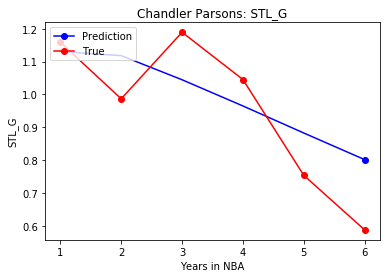 Chandler Parsons: STL_G
Prediction
True
1.2
1.1
1.0
0.9
0.8
0.7
0.6
STL_G
1 2 3 4 5 6
Years in NBA